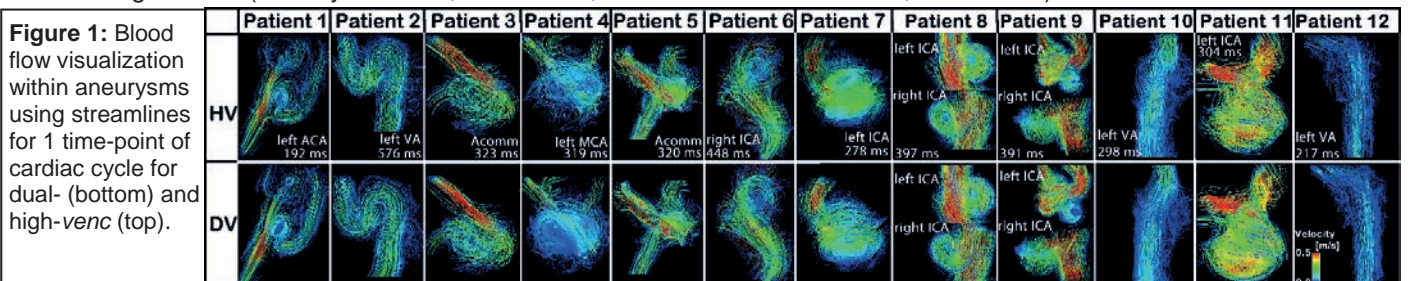 Figure 1: Blood
flow visualization
within aneurysms
using streamlines
for 1 time-point of
cardiac cycle for
dual- (bottom) and
high-venc (top).
Patient 1 Patient 2 Patient 3 Patient 4 Patient 5 Patient 6 Patient 7 Patient 8 Patient 9 Patient 10 Patient 11 Patient 12
HV
left ACA
192 ms
left VA
576 ms
Acomm
323 ms
left MCA
319 ms
Acomm
320 ms
right ICA
448 ms
left ICA
278 ms
left ICA
right ICA
397 ms
left ICA
right ICA
391 ms
left VA
298 ms
left ICA
304 ms
left VA
217 ms
DV
left ICA
right ICA
left ICA
right ICA
Velocity
[m/s]
0.5